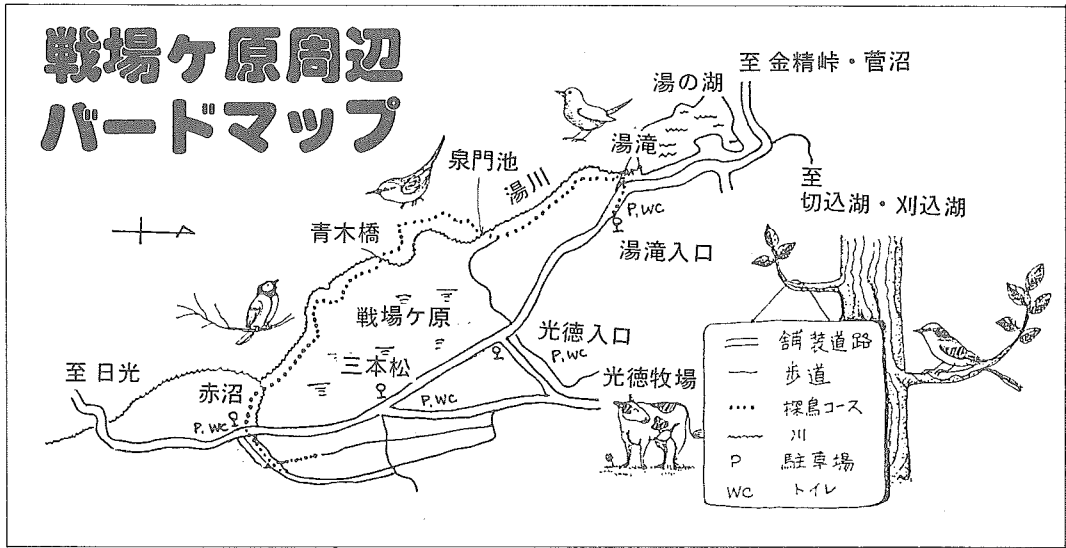 戦場ケ原周辺
バードマップ
至 金精峠・菅沼
湯の湖
湯滝
泉門池
湯川
至
切込湖・刈込湖
P, WC
湯滝入口
青木橋
戦場ケ原
光徳入口
P, WC
三本松
光徳牧場
至 日光
赤沼
P, WC
P, WC
舗装道路
歩道
探鳥コース
川
P 駐車場
WC トイレ